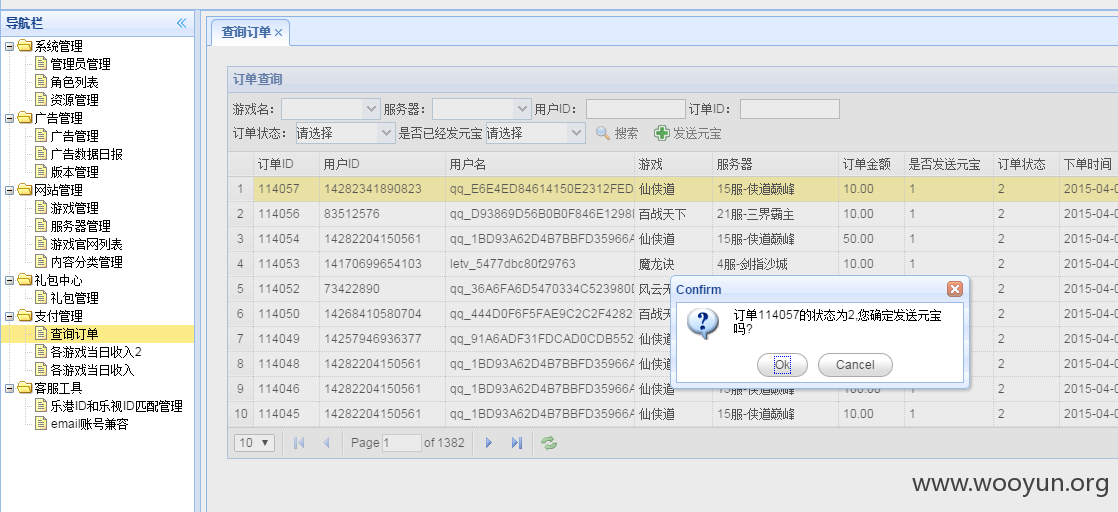 导航栏
系统管理
管理员管理
角色列表
资源管理
广告管理
广告管理
广告数据日报
版本管理
网站管理
游戏管理
服务器管理
游戏官网列表
内容分类管理
礼包中心
礼包管理
支付管理
查询订单
各游戏当日收入2
各游戏当日收入
客服工具
乐港ID和乐视ID匹配管理
email账号兼容
查询订单
订单查询
游戏名: 服务器: 用户ID: 订单ID:
订单状态: 请选择 是否已经发元宝 请选择 搜索 发送元宝
订单ID 用户ID 用户名 游戏 服务器 订单金额 是否发送元宝 订单状态 下单时间
1 114057 14282341890823 qq_E6E4ED84614150E2312FED 仙侠道 15服-侠道巅峰 10.00 1 2 2015-04-0
2 114056 83512576 qq_D93869D56B0B0F846E1298 百战天下 21服-三界霸主 10.00 1 2 2015-04-0
3 114054 14282204150561 qq_1BD93A62D4B7BBFD35966A 仙侠道 15服-侠道巅峰 50.00 1 2 2015-04-0
4 114053 14170699654103 letv_5477dbc80f29763 魔龙诀 4服-剑指沙城 10.00 1 2 2015-04-0
5 114052 73422890 qq_36A6FA6D5470334C523980 风云无 2 2015-04-0
6 114050 14268410580704 qq_444D0F6F5FAE9C2C2F4282 百战天 2 2015-04-0
7 114049 14257946936377 qq_91A6ADF31FDCAD0CDB552 仙侠道 2 2015-04-0
8 114048 14282204150561 qq_1BD93A62D4B7BBFD35966A 仙侠道 2 2015-04-0
9 114046 14282204150561 qq_1BD93A62D4B7BBFD35966A 仙侠道 15服-侠道巅峰 100.00 1 2 2015-04-0
10 114045 14282204150561 qq_1BD93A62D4B7BBFD35966A 仙侠道 15服-侠道巅峰 10.00 1 2 2015-04-0
10 Page 1 of 1382
Confirm
订单114057的状态为2,您确定发送元宝
吗?
Ok Cancel
www.wooyun.org